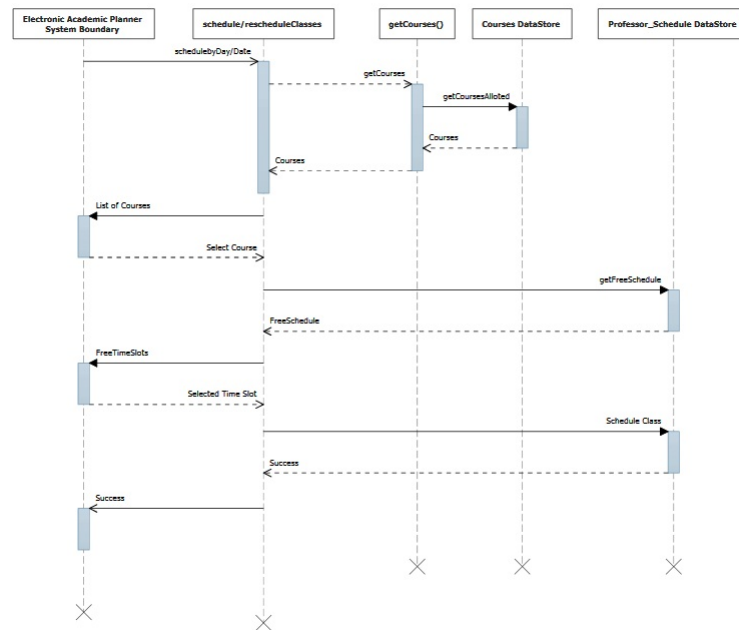 Electronic Academic Planner
System Boundary
schedule/rescheduleClasses
getCourses()
Courses DataStore
Professor_Schedule DataStore
schedulebyDay/Date
getCourses
getCoursesAlloted
Courses
Courses
List of Courses
Select Course
getFreeSchedule
FreeSchedule
FreeTimeSlots
Selected Time Slot
Schedule Class
Success
Success